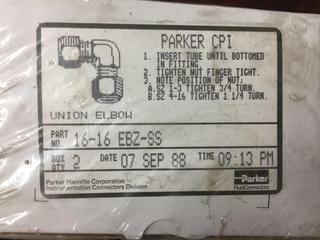 PARKER CPI
1. INSERT TUBE UNTIL BOTTOMED
IN FITTING.
2. TIGHTEN NUT FINGER TIGHT.
3. NOTE POSITION OF NUT;
A.SZ 1-3 TIGHTEN 3/4 TURN.
B.SZ 4-16 TIGHTEN 1 1/4 TURN.
UNION ELBOW
PART NO. 16-16 EBZ-SS
BOX QTY 2 DATE 07 SEP 88 TIME 09:13 PM
Parker Hannifin Corporation
Instrumentation Connectors Division
Parker
FluidConnectors